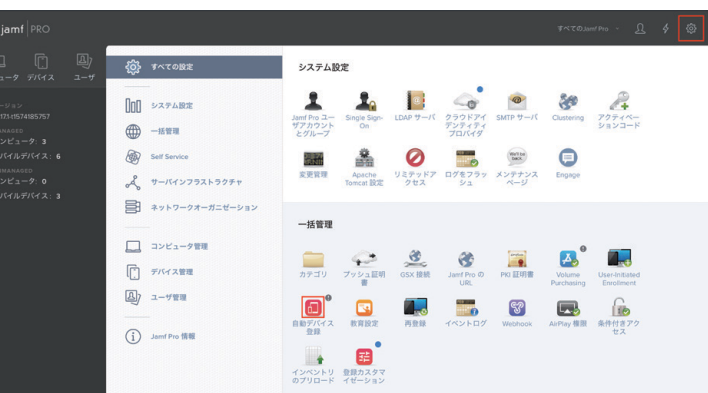 jamf PRO
すべてのJamf Pro
ュータ デバイス ユーザ
ージョン
17.1-t1574185757
MANAGED
ンピュータ: 3
バイルデバイス: 6
MANAGED
ンピュータ: 0
バイルデバイス: 3
すべての設定
システム設定
一括管理
Self Service
サーバインフラストラクチャ
ネットワークオーガニゼーション
コンピュータ管理
デバイス管理
ユーザ管理
Jamf Pro 情報
システム設定
Jamf Pro ユーザアカウントとグループ
Single Sign-On
LDAP サーバ
クラウドアイデンティティプロバイダ
SMTP サーバ
Clustering
アクティベーションコード
変更管理
Apache Tomcat 設定
リミテッドアクセス
ログをフラッシュ
メンテナンスページ
Engage
一括管理
カテゴリ
プッシュ証明書
GSX 接続
Jamf Pro の URL
PKI 証明書
Volume Purchasing
User-Initiated Enrollment
自動デバイス登録
教育設定
再登録
イベントログ
Webhook
AirPlay 権限
条件付きアクセス
インベントリのプリロード
登録カスタマイゼーション